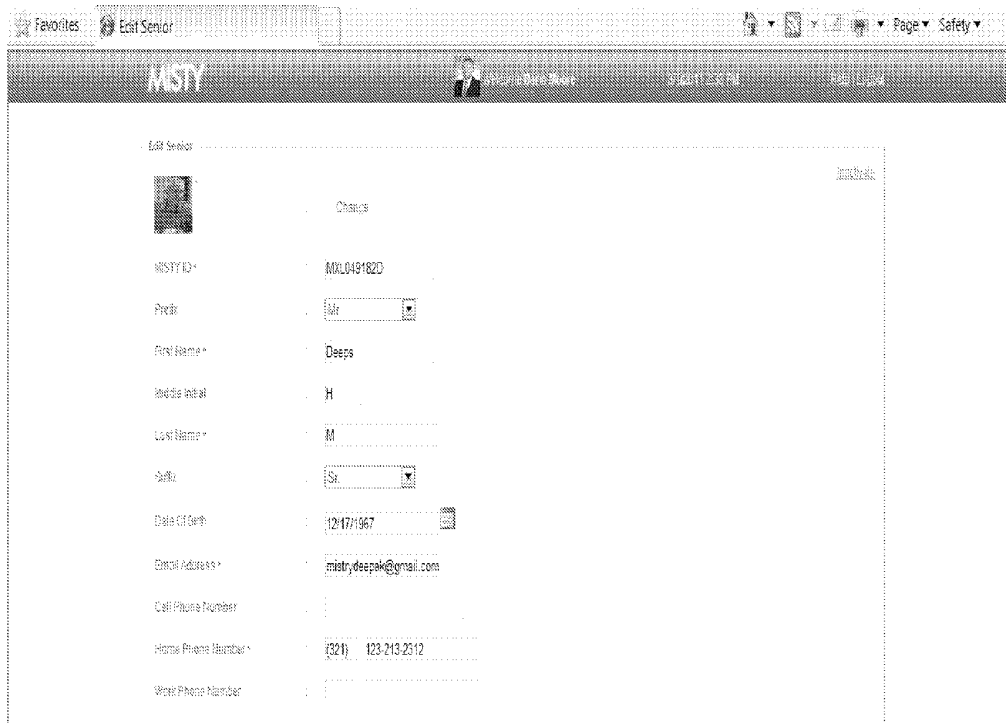 Favorites Edit Senior Page Safety
MISTY
Edit Senior
Inactivate
Change
MISTY ID * : MXL049182D
Prefix : Mr
First Name * : Deeps
Middle Initial : H
Last Name * : M
Suffix : Sr.
Date Of Birth : 12/17/1967
Email Address * : mistrydeepak@gmail.com
Cell Phone Number :
Home Phone Number * : (321) 123-213-2312
Work Phone Number :